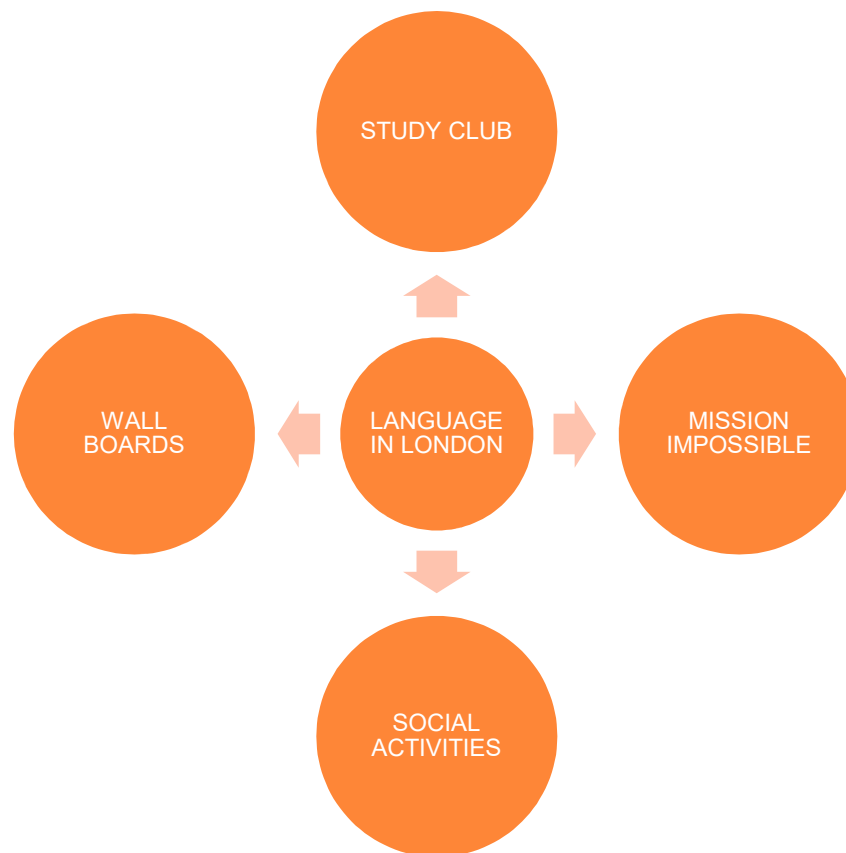 STUDY CLUB
WALL
BOARDS
LANGUAGE
IN LONDON
MISSION
IMPOSSIBLE
SOCIAL
ACTIVITIES